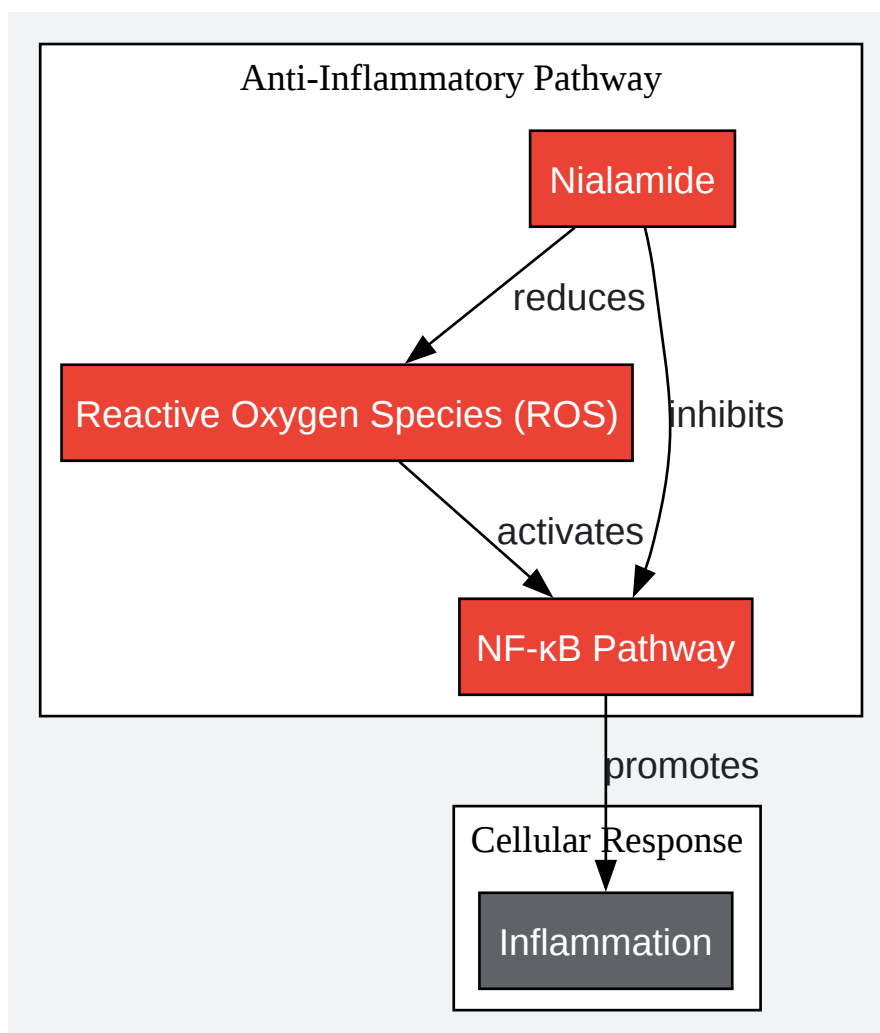 Anti-Inflammatory Pathway
Nialamide
reduces
Reactive Oxygen Species (ROS)
inhibits
activates
NF-κB Pathway
promotes
Cellular Response
Inflammation